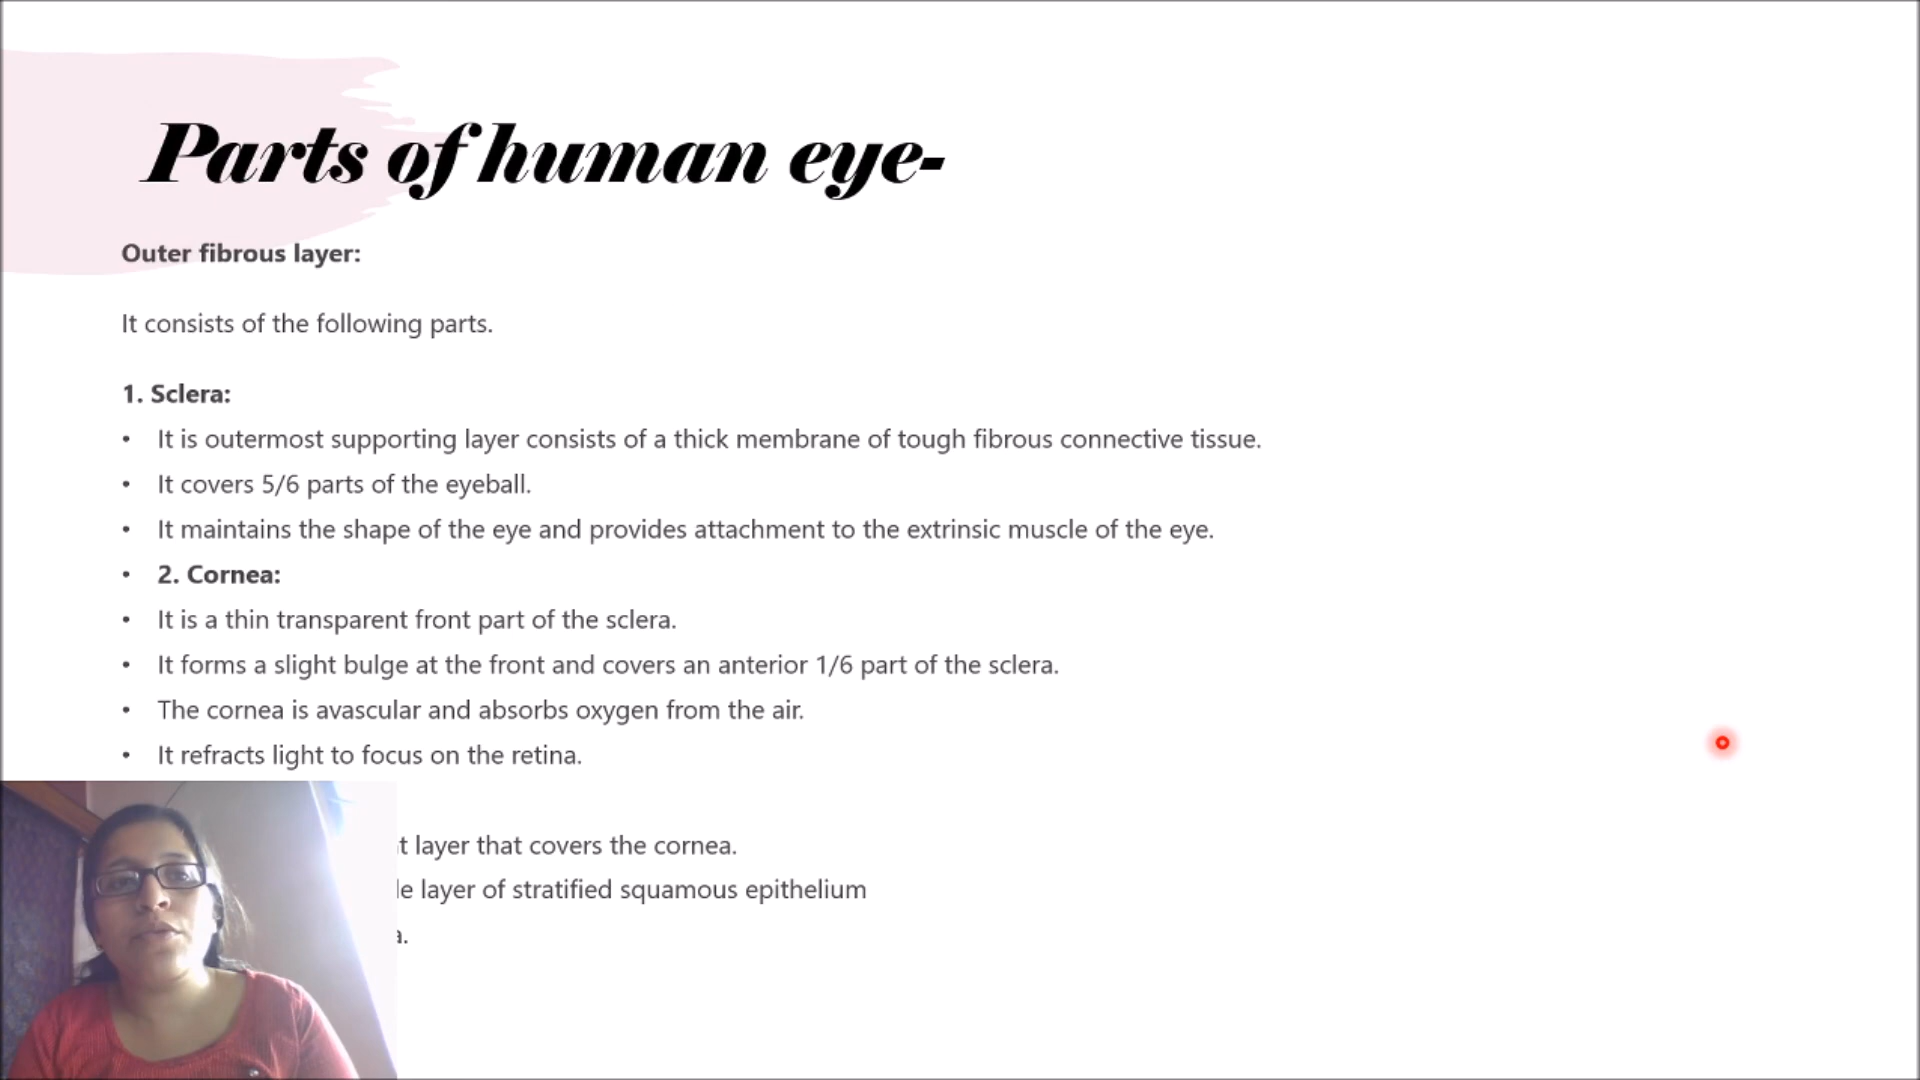 Parts of human eye-
Outer fibrous layer:
It consists of the following parts.
1. Sclera:
• It is outermost supporting layer consists of a thick membrane of tough fibrous connective tissue.
• It covers 5/6 parts of the eyeball.
• It maintains the shape of the eye and provides attachment to the extrinsic muscle of the eye.
• 2. Cornea:
• It is a thin transparent front part of the sclera.
• It forms a slight bulge at the front and covers an anterior 1/6 part of the sclera.
• The cornea is avascular and absorbs oxygen from the air.
• It refracts light to focus on the retina.
layer that covers the cornea.
layer of stratified squamous epithelium